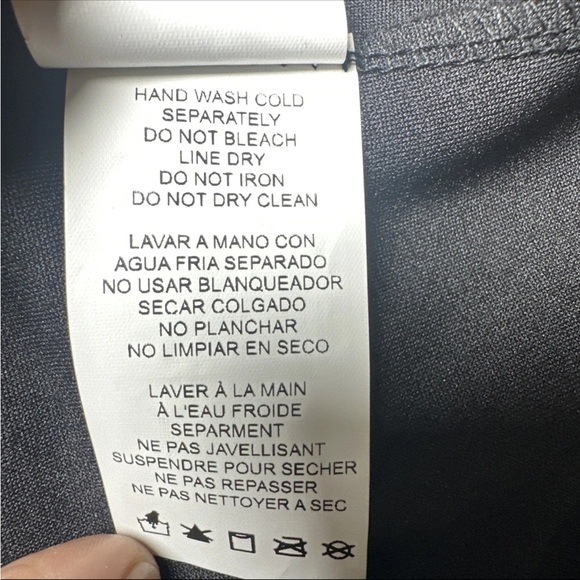 HAND WASH COLD
SEPARATELY
DO NOT BLEACH
LINE DRY
DO NOT IRON
DO NOT DRY CLEAN
LAVAR A MANO CON
AGUA FRIA SEPARADO
NO USAR BLANQUEADOR
SECAR COLGADO
NO PLANCHAR
NO LIMPIAR EN SECO
LAVER À LA MAIN
À L'EAU FROIDE
SEPARMENT
NE PAS JAVELLISANT
SUSPENDRE POUR SECHER
NE PAS REPASSER
NE PAS NETTOYER A SEC